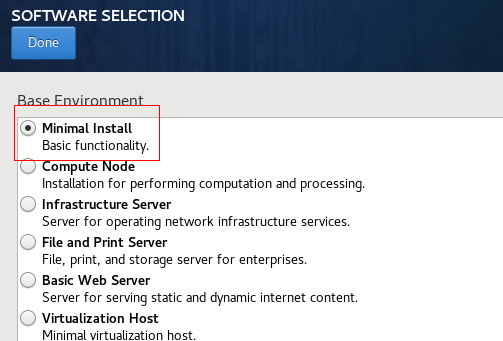 SOFTWARE SELECTION
Done
Base Environment
Minimal Install
Basic functionality.
Compute Node
Installation for performing computation and processing.
Infrastructure Server
Server for operating network infrastructure services.
File and Print Server
File, print, and storage server for enterprises.
Basic Web Server
Server for serving static and dynamic internet content.
Virtualization Host
Minimal virtualization host.